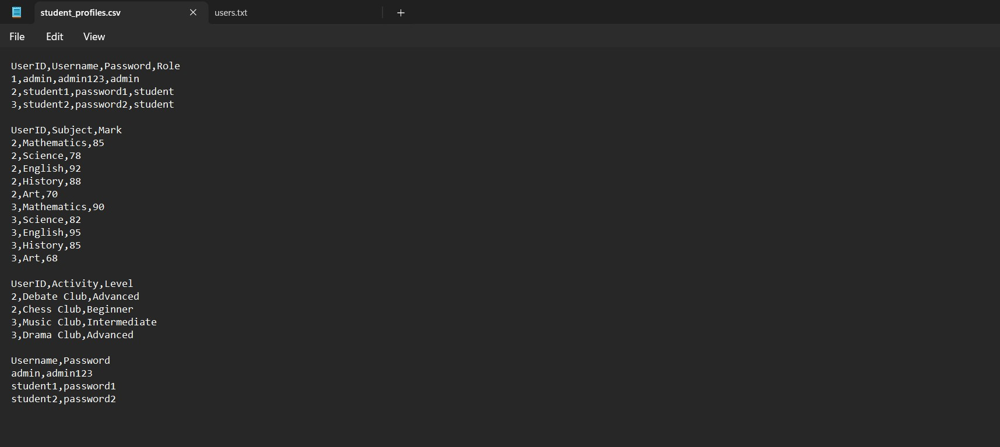 student_profiles.csv
users.txt
File Edit View
UserID,Username,Password,Role
1,admin,admin123,admin
2,student1,password1,student
3,student2,password2,student
UserID,Subject,Mark
2,Mathematics,85
2,Science,78
2,English,92
2,History,88
2,Art,70
3,Mathematics,90
3,Science,82
3,English,95
3,History,85
3,Art,68
UserID,Activity,Level
2,Debate Club,Advanced
2,Chess Club,Beginner
3,Music Club,Intermediate
3,Drama Club,Advanced
Username,Password
admin,admin123
student1,password1
student2,password2